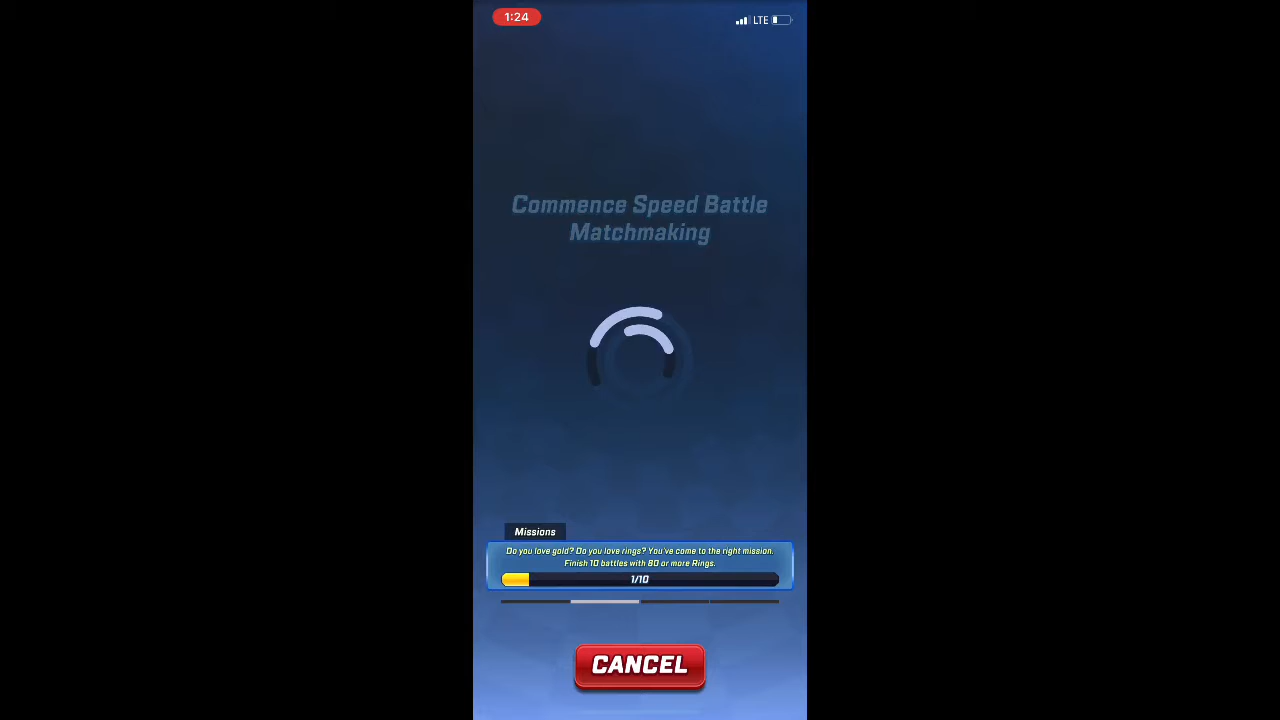 1:24
LTE
Commence Speed Battle
Matchmaking
Missions
Do you love gold? Do you love rings? You've come to the right mission.
Finish 10 battles with 80 or more Rings.
1/10
CANCEL